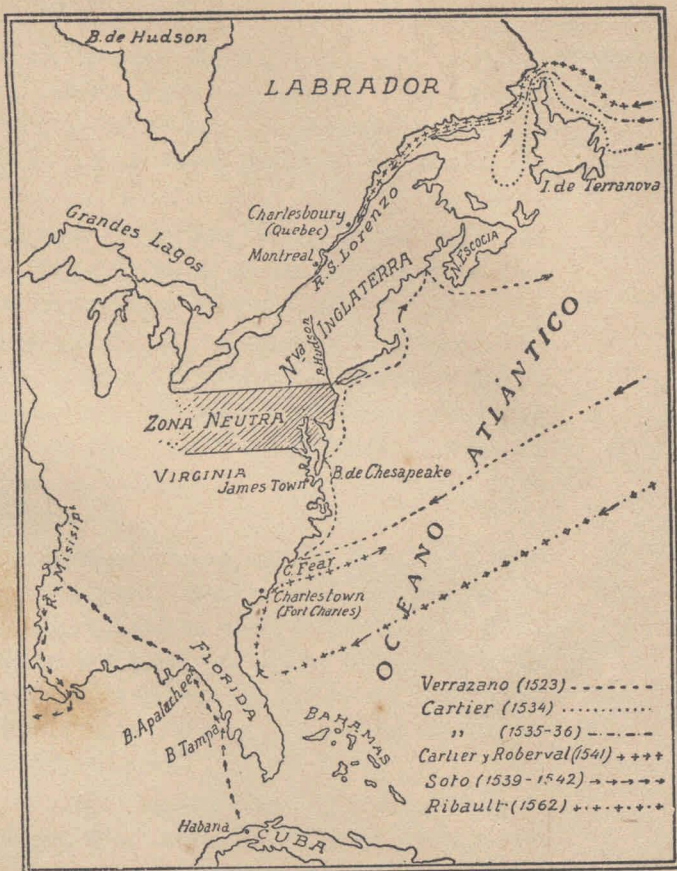 B. de Hudson
LABRADOR
I. de Terranova
Grandes Lagos
Charlesboury
(Quebec)
Montreal
R. S. Lorenzo
N. ESCOCIA
Nva INGLATERRA
R. Hudson
ZONA NEUTRA
VIRGINIA
James Town
B. de Chesapeake
OCEANO ATLÁNTICO
C. Fear
Charlestown
(Fort Charles)
R. Misisipí
FLORIDA
B. Apalachee
B Tampa
BAHAMAS
Habana
CUBA
Verrazano (1523)
Cartier (1534)
„ (1535-36)
Cartier y Roberval (1541)
Soto (1539-1542)
Ribault (1562)